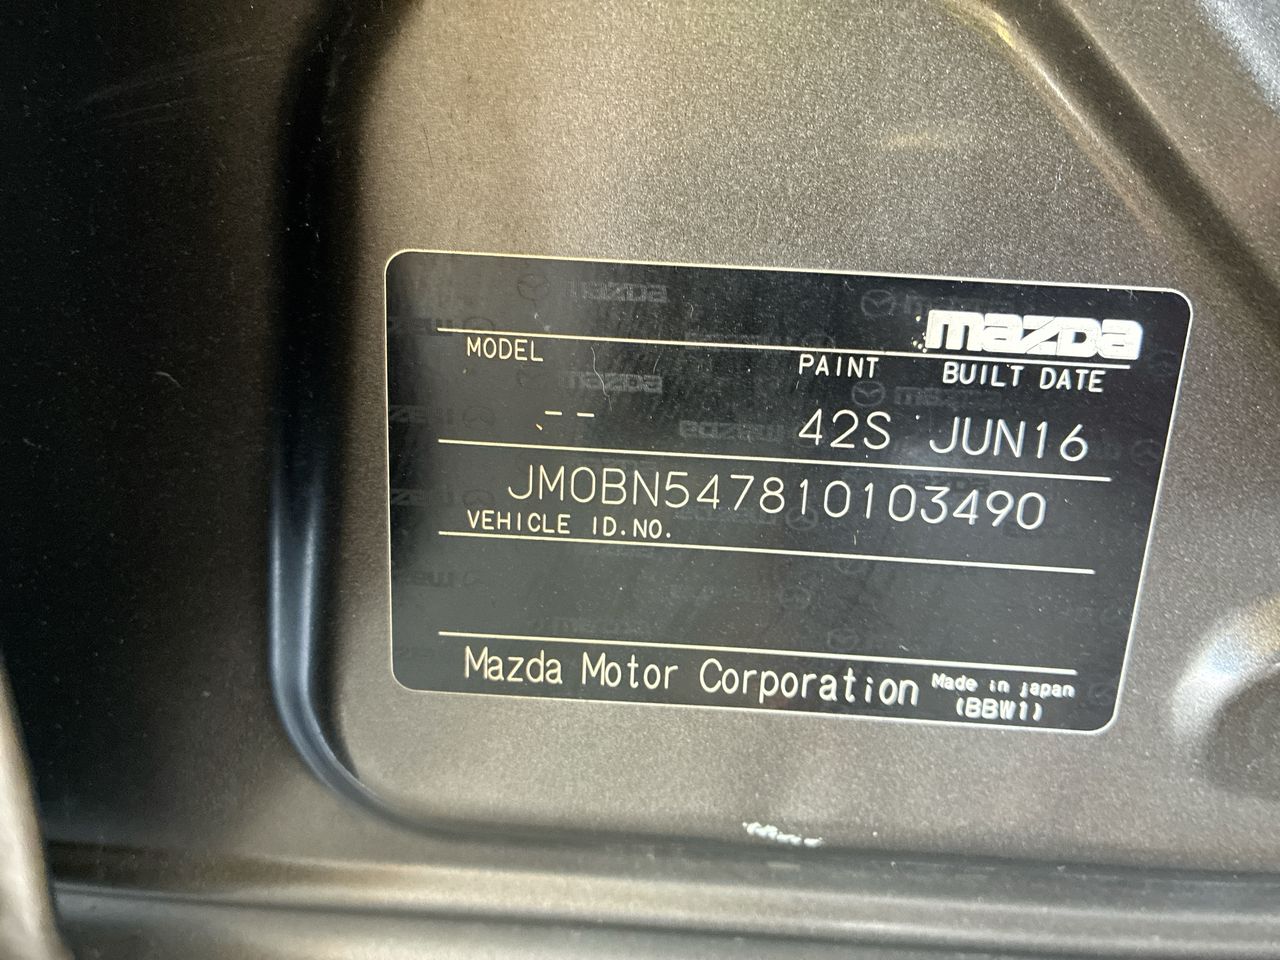 mazda
MODEL PAINT BUILT DATE
-- 42S JUN16
JM0BN547810103490
VEHICLE ID.NO.
Mazda Motor Corporation Made in japan
(BBW1)